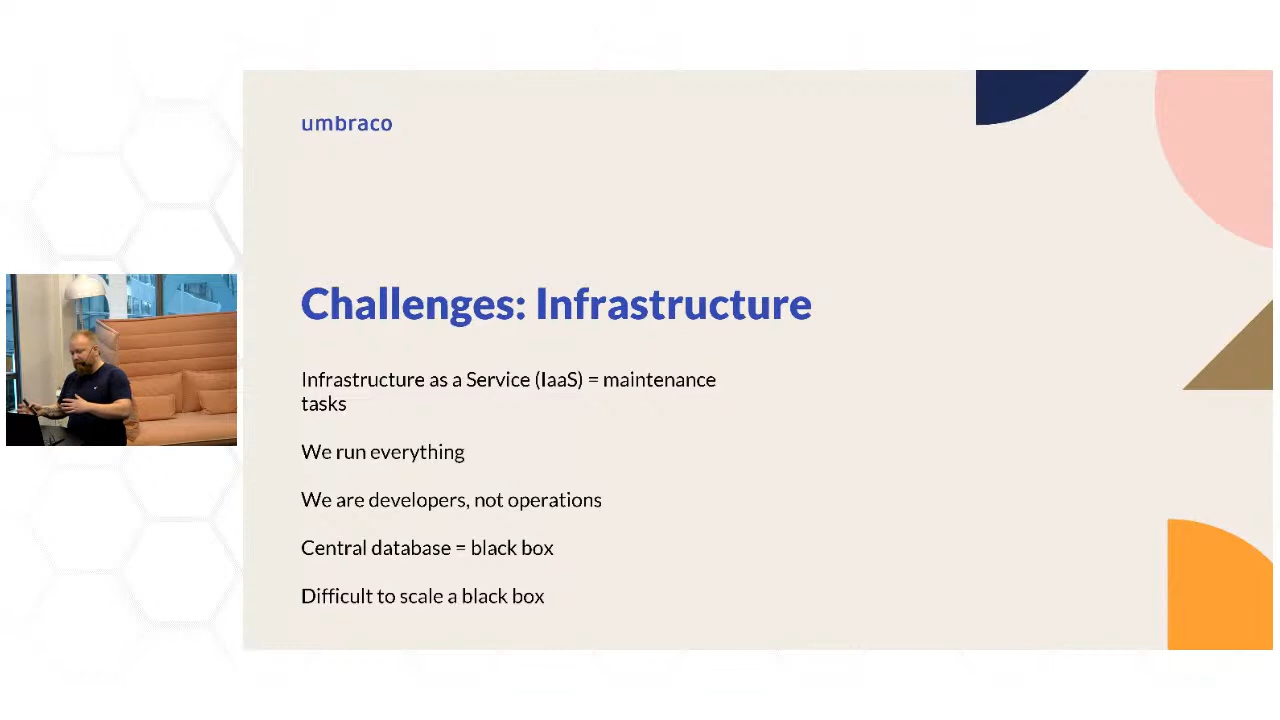 umbraco
Challenges: Infrastructure
Infrastructure as a Service (IaaS) = maintenance
tasks
We run everything
We are developers, not operations
Central database = black box
Difficult to scale a black box